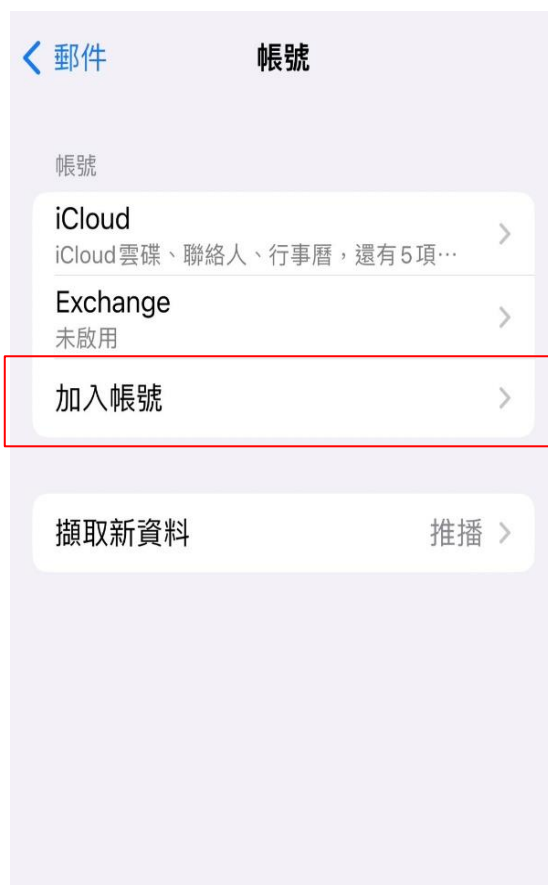 郵件
帳號
帳號
iCloud
iCloud雲碟、聯絡人、行事曆,還有5項⋯
Exchange
未啟用
加入帳號
擷取新資料 推播